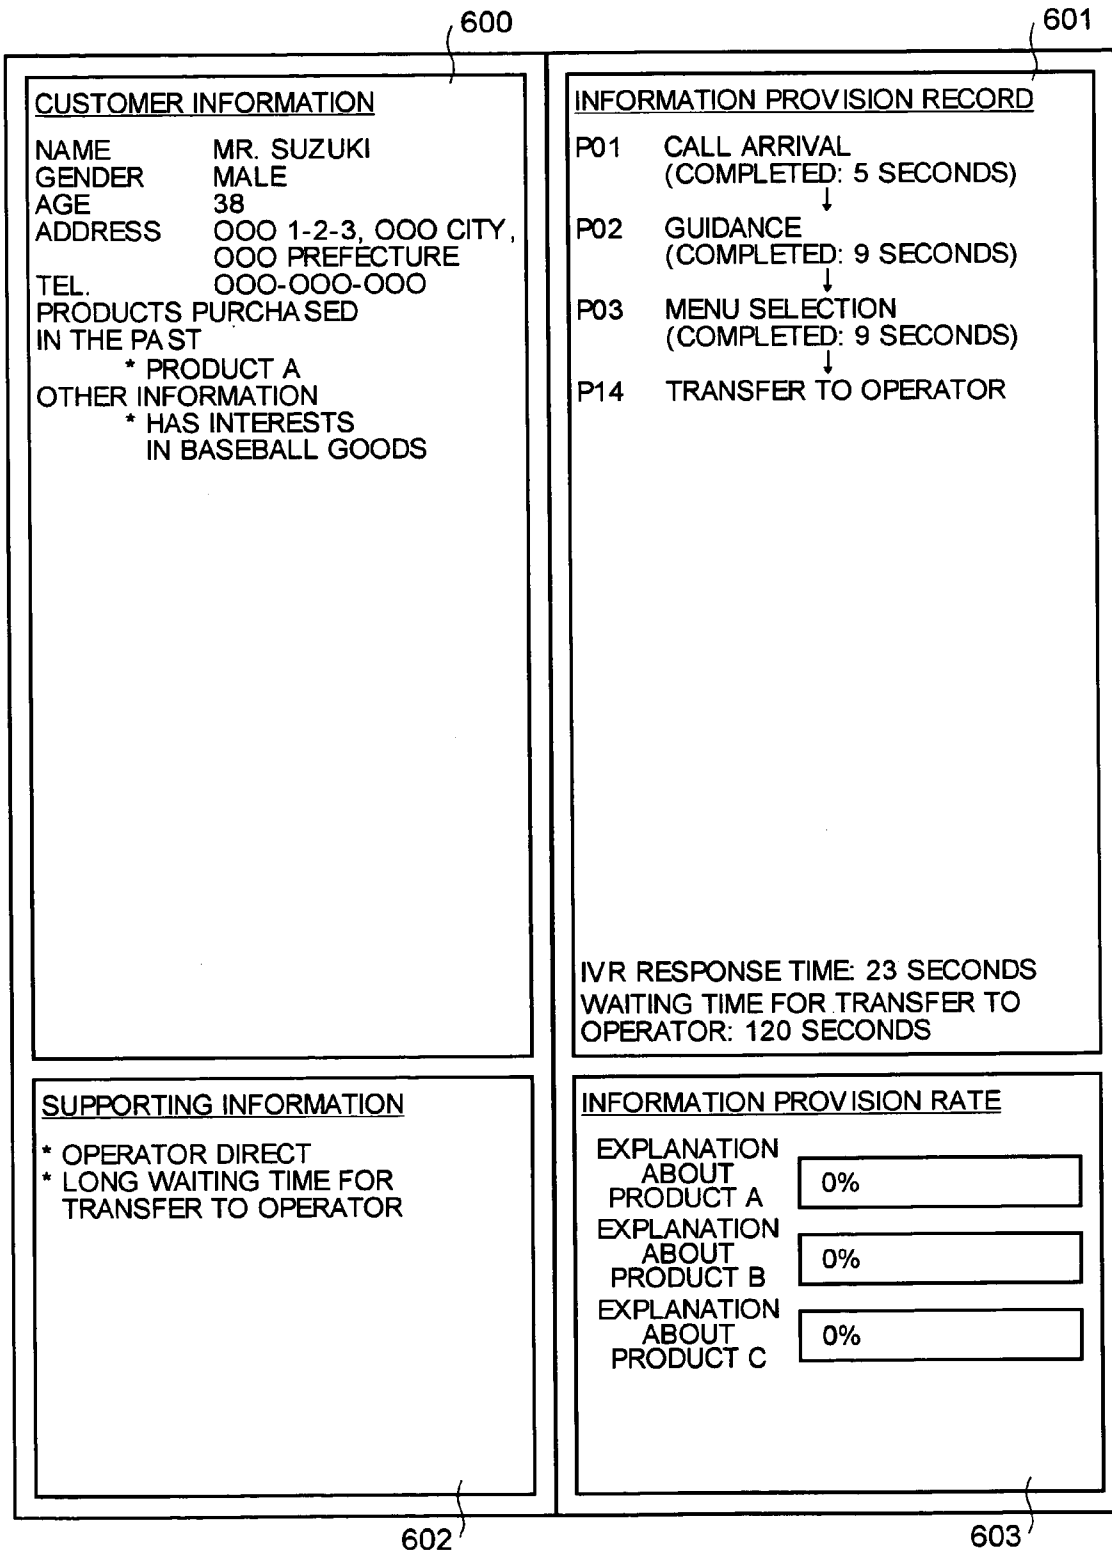 600
601
CUSTOMER INFORMATION
NAME MR. SUZUKI
GENDER MALE
AGE 38
ADDRESS OOO 1-2-3, OOO CITY,
OOO PREFECTURE
TEL. OOO-OOO-OOO
PRODUCTS PURCHASED
IN THE PAST
* PRODUCT A
OTHER INFORMATION
* HAS INTERESTS
IN BASEBALL GOODS
INFORMATION PROVISION RECORD
P01 CALL ARRIVAL
(COMPLETED: 5 SECONDS)
↓
P02 GUIDANCE
(COMPLETED: 9 SECONDS)
↓
P03 MENU SELECTION
(COMPLETED: 9 SECONDS)
↓
P14 TRANSFER TO OPERATOR
IVR RESPONSE TIME: 23 SECONDS
WAITING TIME FOR TRANSFER TO
OPERATOR: 120 SECONDS
SUPPORTING INFORMATION
* OPERATOR DIRECT
* LONG WAITING TIME FOR
TRANSFER TO OPERATOR
INFORMATION PROVISION RATE
EXPLANATION
ABOUT
PRODUCT A
0%
EXPLANATION
ABOUT
PRODUCT B
0%
EXPLANATION
ABOUT
PRODUCT C
0%
602
603